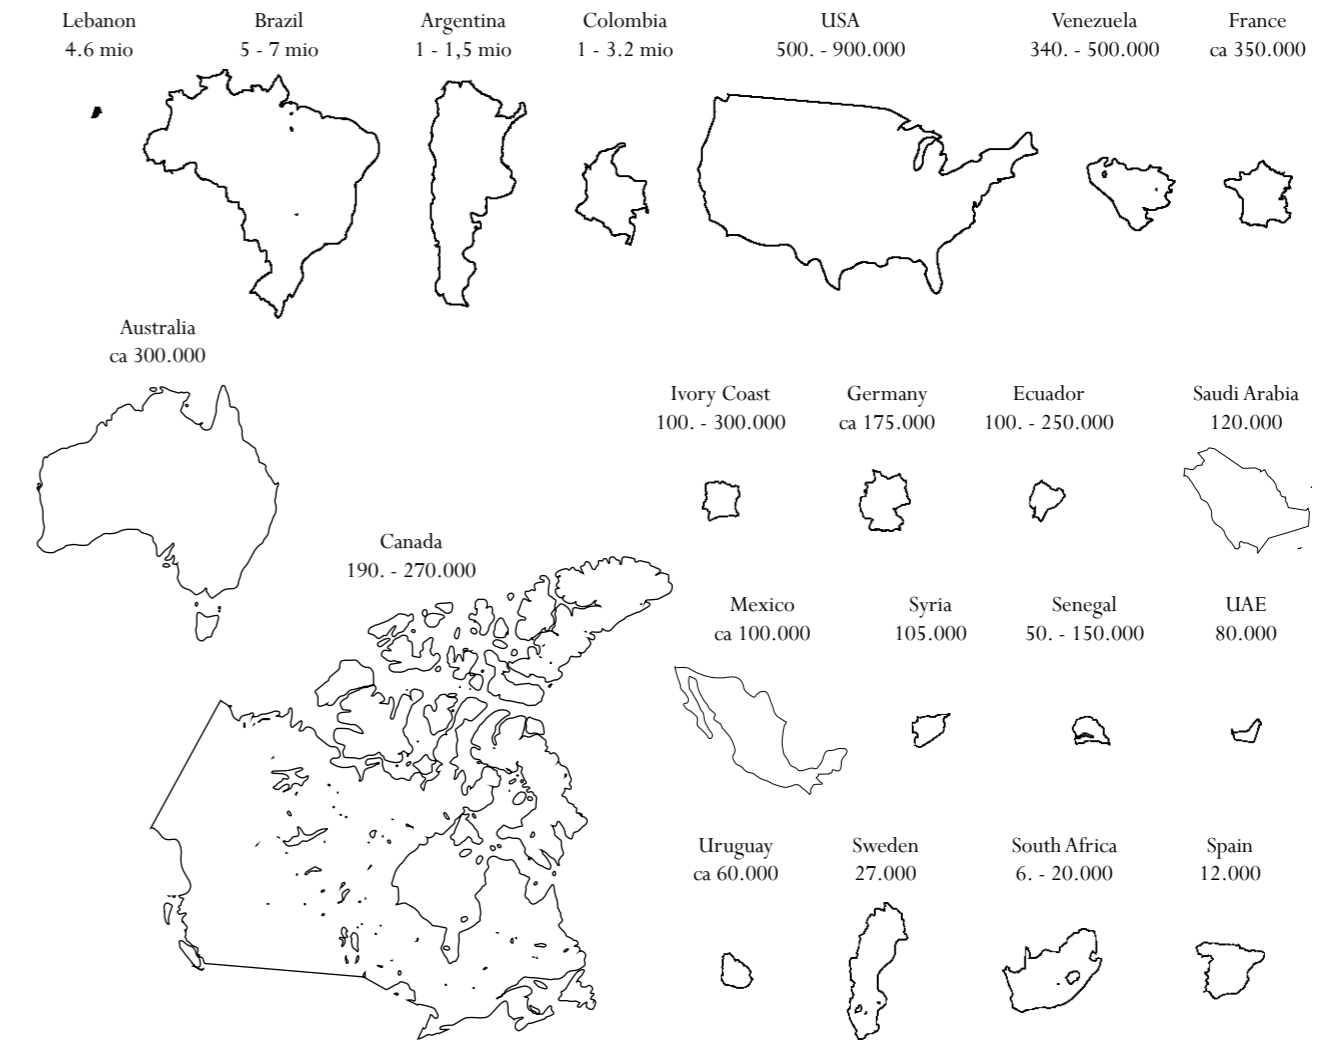 Lebanon
4.6 mio
Brazil
5 - 7 mio
Argentina
1 - 1,5 mio
Colombia
1 - 3.2 mio
USA
500. - 900.000
Venezuela
340. - 500.000
France
ca 350.000
Australia
ca 300.000
Ivory Coast
100. - 300.000
Germany
ca 175.000
Ecuador
100. - 250.000
Saudi Arabia
120.000
Canada
190. - 270.000
Mexico
ca 100.000
Syria
105.000
Senegal
50. - 150.000
UAE
80.000
Uruguay
ca 60.000
Sweden
27.000
South Africa
6. - 20.000
Spain
12.000